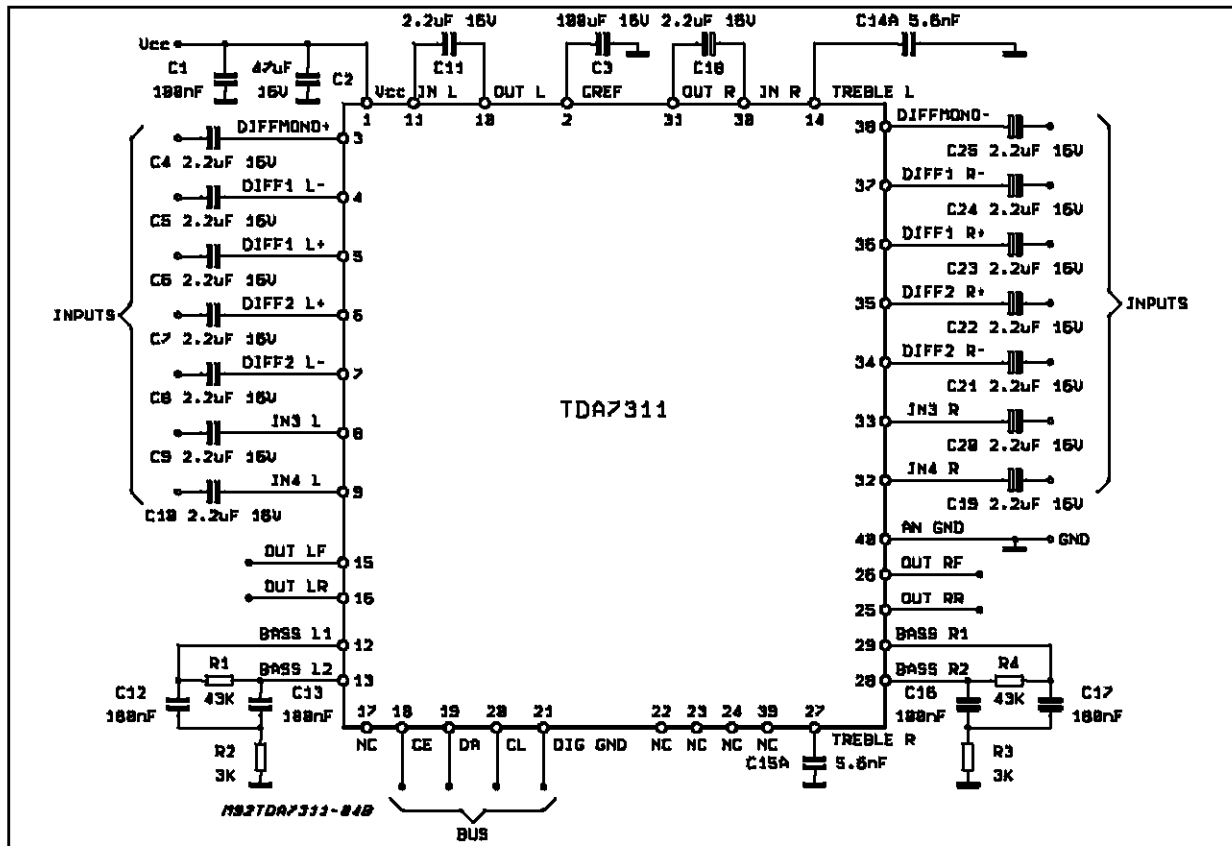 2.2uF 16V
100uF 16V
2.2uF 16V
C14A 5.6nF
Vcc
C1
100nF
47uF
16V
C2
C11
C3
C18
Vcc IN L OUT L CREF OUT R IN R TREBLE L
1 11 10 2 31 30 14
DIFFMONO+ 3
C4 2.2uF 16V
DIFF1 L- 4
C5 2.2uF 16V
DIFF1 L+ 5
C6 2.2uF 16V
DIFF2 L+ 6
C7 2.2uF 16V
DIFF2 L- 7
C8 2.2uF 16V
IN3 L 8
C9 2.2uF 16V
IN4 L 9
C10 2.2uF 16V
INPUTS
TDA7311
38 DIFFMONO-
C25 2.2uF 16V
37 DIFF1 R-
C24 2.2uF 16V
36 DIFF1 R+
C23 2.2uF 16V
35 DIFF2 R+
C22 2.2uF 16V
34 DIFF2 R-
C21 2.2uF 16V
33 IN3 R
C20 2.2uF 16V
32 IN4 R
C19 2.2uF 16V
INPUTS
40 AN GND
GND
OUT LF 15
OUT LR 16
26 OUT RF
25 OUT RR
BASS L1 12
BASS L2 13
R1
43K
C12
100nF
C13
100nF
R2
3K
29 BASS R1
28 BASS R2
R4
43K
C16
100nF
C17
100nF
R3
3K
17 18 19 20 21 22 23 24 39 27
NC CE DA CL DIG GND NC NC NC NC TREBLE R
C15A 5.6nF
M92TDA7311-04B
BUS